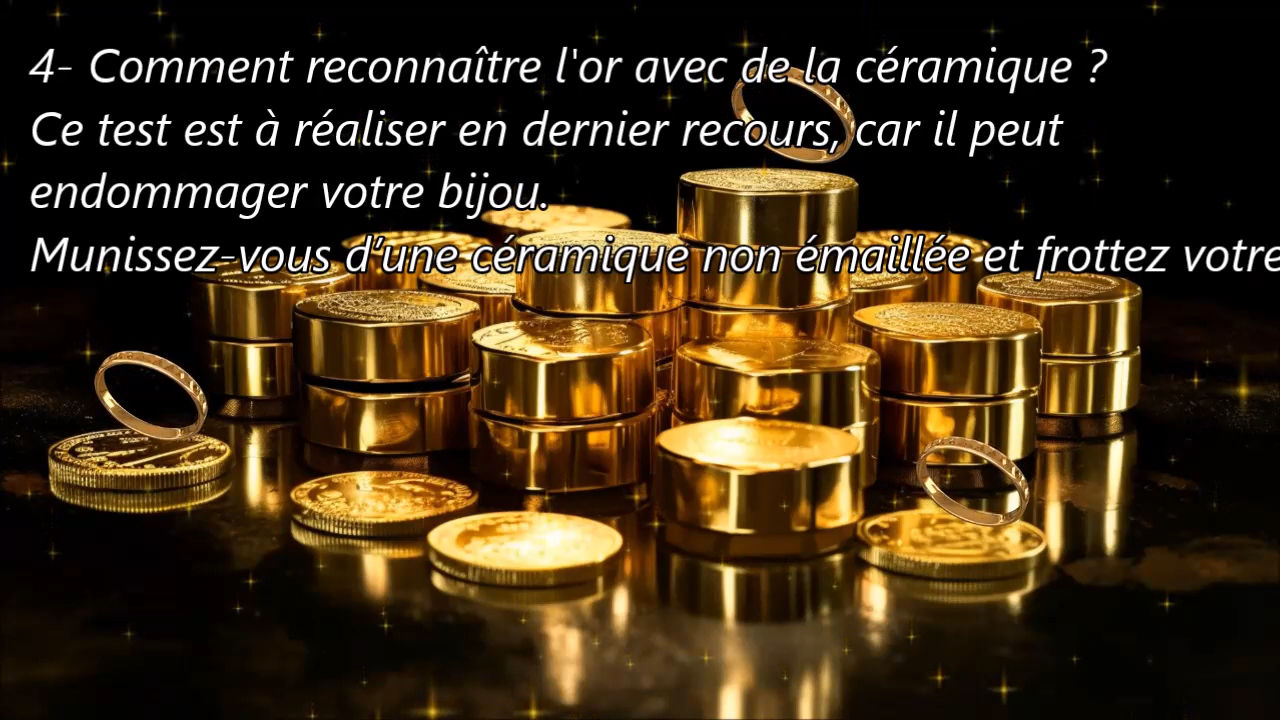 4- Comment reconnaître l'or avec de la céramique ?
Ce test est à réaliser en dernier recours, car il peut
endommager votre bijou.
Munissez-vous d’une céramique non émaillée et frottez votre